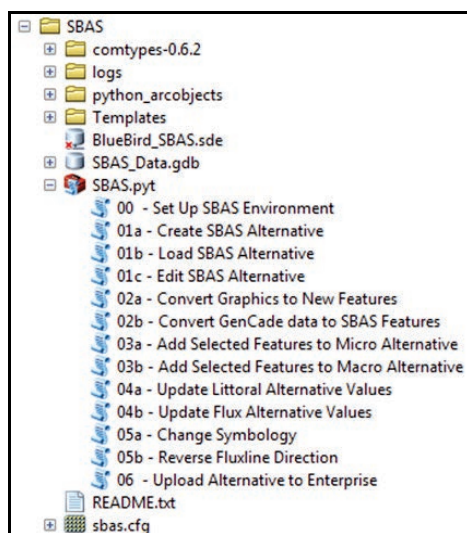 SBAS
comtypes-0.6.2
logs
python_arcobjects
Templates
BlueBird_SBAS.sde
SBAS_Data.gdb
SBAS.pyt
00 - Set Up SBAS Environment
01a - Create SBAS Alternative
01b - Load SBAS Alternative
01c - Edit SBAS Alternative
02a - Convert Graphics to New Features
02b - Convert GenCade data to SBAS Features
03a - Add Selected Features to Micro Alternative
03b - Add Selected Features to Macro Alternative
04a - Update Littoral Alternative Values
04b - Update Flux Alternative Values
05a - Change Symbology
05b - Reverse Fluxline Direction
06 - Upload Alternative to Enterprise
README.txt
sbas.cfg